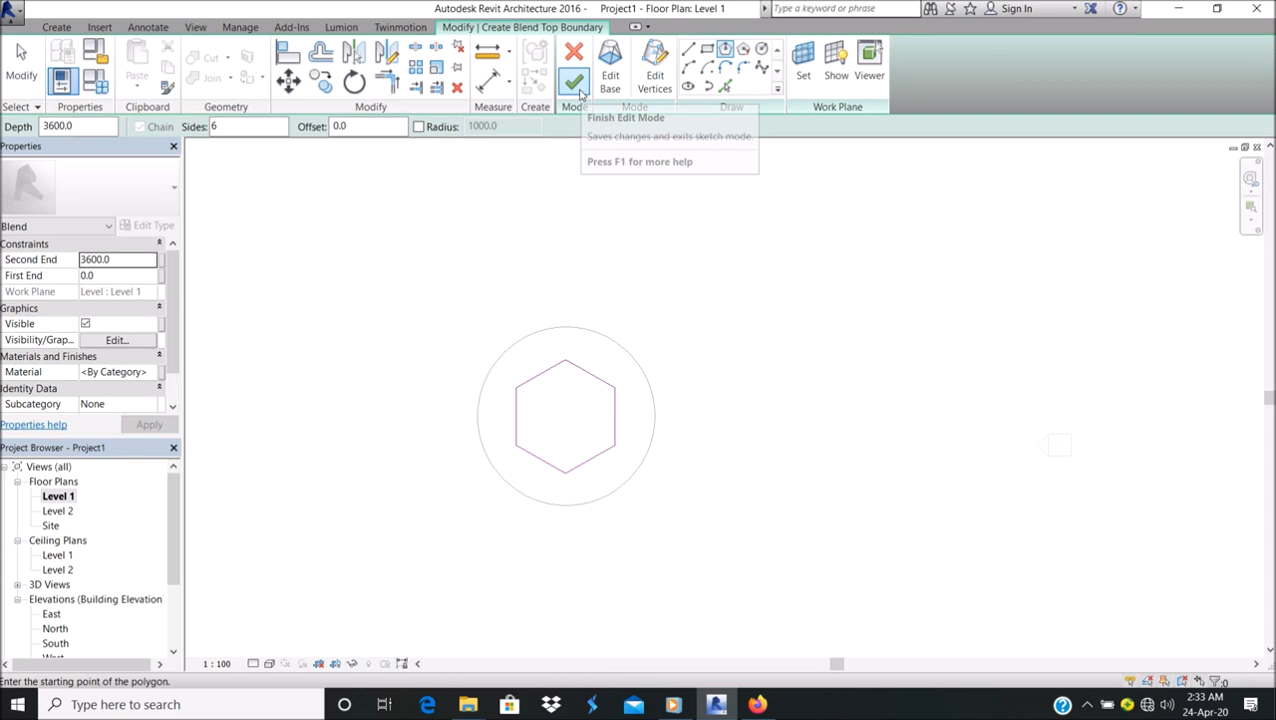 Autodesk Revit Architecture 2016 - Project1 - Floor Plan: Level 1
Type a keyword or phrase
Sign In
Create
Insert
Annotate
View
Manage
Add-Ins
Lumion
Twinmotion
Modify | Create Blend Top Boundary
Modify
Paste
Cut
Join
Edit
Base
Edit
Vertices
Set
Show
Viewer
Select
Properties
Clipboard
Geometry
Modify
Measure
Create
Mode
Mode
Draw
Work Plane
Depth 3600.0
Chain
Sides: 6
Offset: 0.0
Radius: 1000.0
Finish Edit Mode
Saves changes and exits sketch mode.
Press F1 for more help
Properties
Blend
Edit Type
Constraints
Second End 3600.0
First End 0.0
Work Plane Level : Level 1
Graphics
Visible
Visibility/Grap... Edit...
Materials and Finishes
Material <By Category>
Identity Data
Subcategory None
Properties help
Apply
Project Browser - Project1
Views (all)
Floor Plans
Level 1
Level 2
Site
Ceiling Plans
Level 1
Level 2
3D Views
Elevations (Building Elevation
East
North
South
West
1 : 100
Enter the starting point of the polygon.
:0
Type here to search
2:33 AM
24-Apr-20